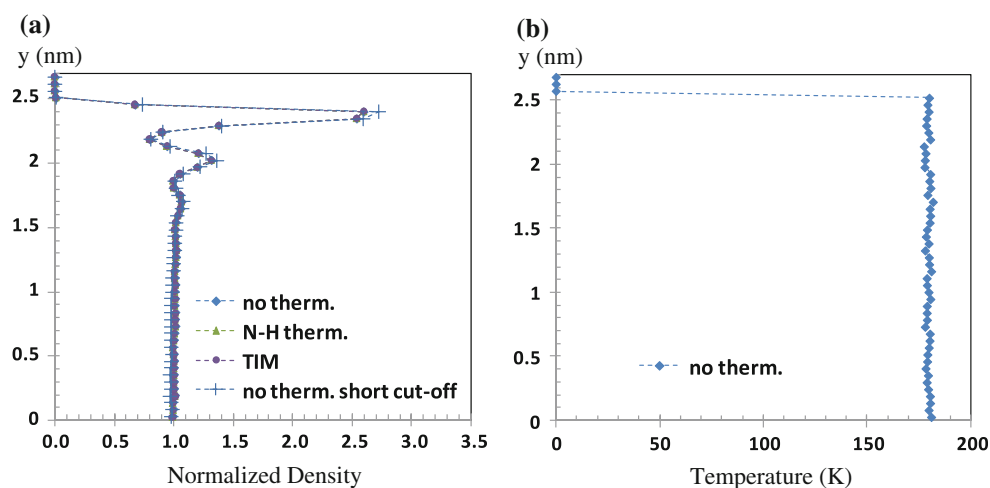 (a)
y (nm)
2.5
2
1.5
1
0.5
0
0.0 0.5 1.0 1.5 2.0 2.5 3.0 3.5
Normalized Density
no therm.
N-H therm.
TIM
no therm. short cut-off
(b)
y (nm)
2.5
2
1.5
1
0.5
0
0 50 100 150 200
Temperature (K)
no therm.